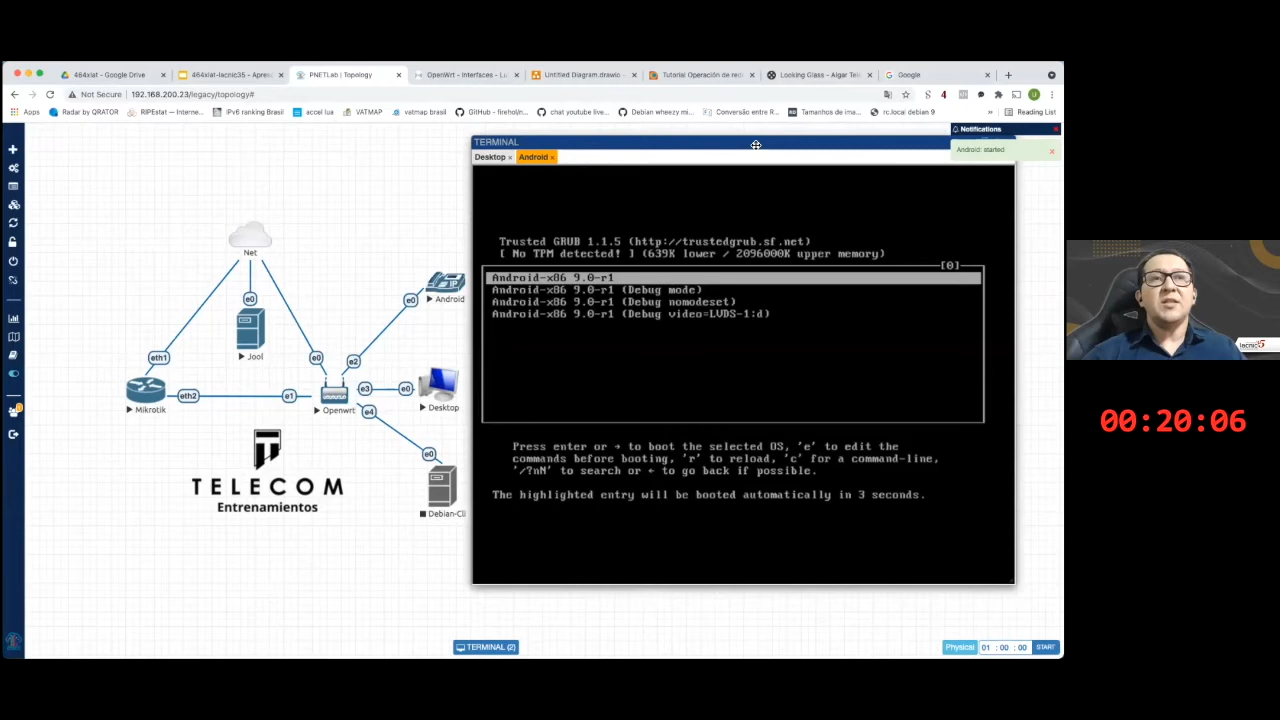 464xlat - Google Drive
464xlat-lacnic35 - Apres
PNETLab | Topology
OpenWrt - Interfaces - Lu
Untitled Diagram.drawio
Tutorial Operación de red
Looking Glass - Algar Tel
Google
Not Secure
192.168.200.23/legacy/topology#
Apps
Radar by QRATOR
RIPEstat — Interne...
IPv6 ranking Brasil
accel lua
VATMAP
vatmap brasil
GitHub - firehol/n...
chat youtube live...
Debian wheezy mi...
Conversão entre R...
Tamanhos de ima...
rc.local debian 9
Reading List
Notifications
Android: started
TERMINAL
Desktop
Android
Trusted GRUB 1.1.5 (http://trustedgrub.sf.net)
[ No TPM detected! ] (639K lower / 2096000K upper memory)
[0]
Android-x86 9.0-r1
Android-x86 9.0-r1 (Debug mode)
Android-x86 9.0-r1 (Debug nomodeset)
Android-x86 9.0-r1 (Debug video=LVDS-1:d)
Press enter or → to boot the selected OS, 'e' to edit the
commands before booting, 'r' to reload, 'c' for a command-line,
'/?nN' to search or ← to go back if possible.
The highlighted entry will be booted automatically in 3 seconds.
Net
e0
Jool
eth1
e0
Mikrotik
eth2
e1
Openwrt
e2
e0
IP
Android
e3
e0
Desktop
e4
e0
Debian-Cli
TELECOM
Entrenamientos
TERMINAL (2)
Physical
01 : 00 : 00
START
00:20:06